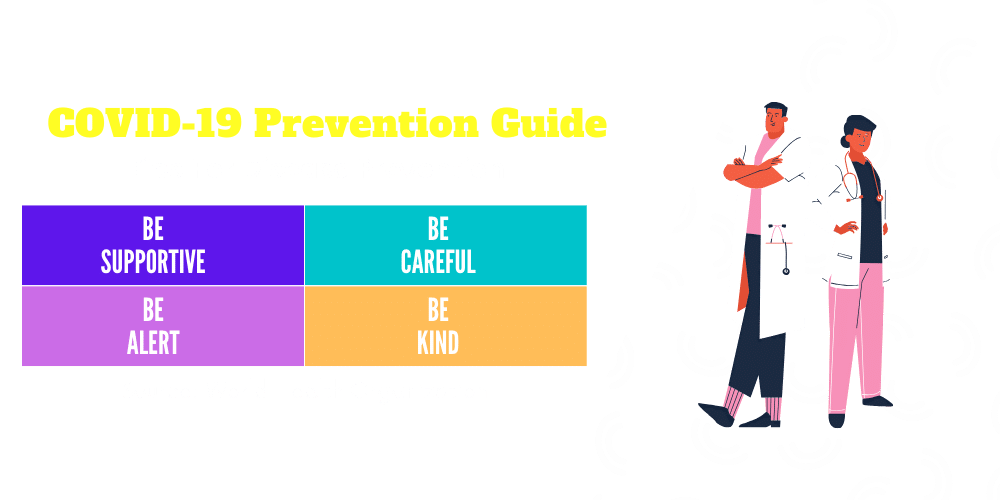 COVID-19 Prevention Guide
BE
SUPPORTIVE
BE
CAREFUL
BE
ALERT
BE
KIND